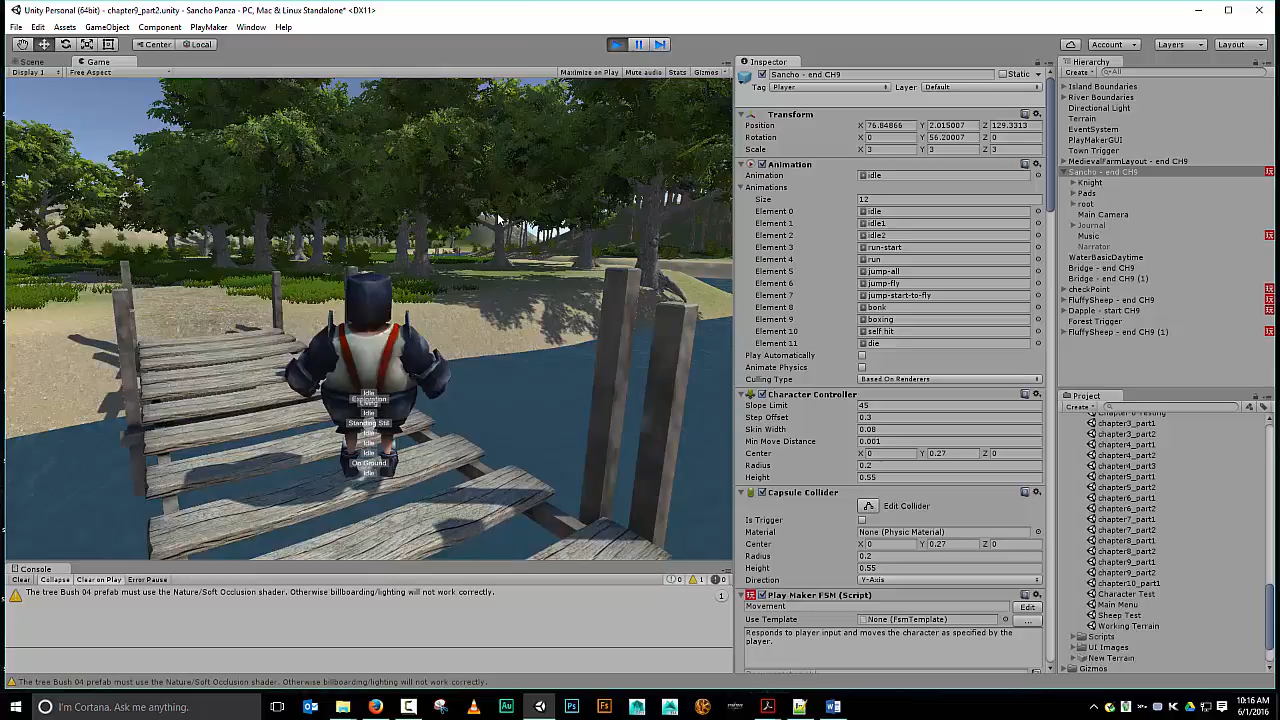 Unity Personal (64bit) - chapter9_part2.unity - Sancho Panza - PC, Mac & Linux Standalone* <DX11>
File Edit Assets GameObject Component PlayMaker Window Help
Center Local Account Layers Layout
Scene Game
Display 1 Free Aspect Maximize on Play Mute audio Stats Gizmos
Idle
Exploration
Idle
Standing Still
Idle
Idle
Idle
On Ground
Idle
Console
Clear Collapse Clear on Play Error Pause 0 1 0
The tree Bush 04 prefab must use the Nature/Soft Occlusion shader. Otherwise billboarding/lighting will not work correctly. 1
The tree Bush 04 prefab must use the Nature/Soft Occlusion shader. Otherwise billboarding/lighting will not work correctly.
Inspector
Sancho - end CH9 Static
Tag Player Layer Default
Transform
Position X 76.84866 Y 2.015007 Z 129.3313
Rotation X 0 Y 56.20007 Z 0
Scale X 3 Y 3 Z 3
Animation
Animation idle
Animations
Size 12
Element 0 idle
Element 1 idle1
Element 2 idle2
Element 3 run-start
Element 4 run
Element 5 jump-all
Element 6 jump-fly
Element 7 jump-start-to-fly
Element 8 bonk
Element 9 boxing
Element 10 self hit
Element 11 die
Play Automatically
Animate Physics
Culling Type Based On Renderers
Character Controller
Slope Limit 45
Step Offset 0.3
Skin Width 0.08
Min Move Distance 0.001
Center X 0 Y 0.27 Z 0
Radius 0.2
Height 0.55
Capsule Collider
Edit Collider
Is Trigger
Material None (Physic Material)
Center X 0 Y 0.27 Z 0
Radius 0.2
Height 0.55
Direction Y-Axis
Play Maker FSM (Script)
Movement Edit
Use Template None (FsmTemplate) ...
Responds to player input and moves the character as specified by the
player.
Hierarchy
Create All
Island Boundaries
River Boundaries
Directional Light
Terrain
EventSystem
PlayMakerGUI
Town Trigger
MedievalFarmLayout - end CH9
Sancho - end CH9
Knight
Pads
root
Main Camera
Journal
Music
Narrator
WaterBasicDaytime
Bridge - end CH9
Bridge - end CH9 (1)
checkPoint
FluffySheep - end CH9
Dapple - start CH9
Forest Trigger
FluffySheep - end CH9 (1)
Project
Create
chapter3_part1
chapter3_part2
chapter4_part1
chapter4_part2
chapter4_part3
chapter5_part1
chapter5_part2
chapter6_part1
chapter6_part2
chapter7_part1
chapter7_part2
chapter8_part1
chapter8_part2
chapter9_part1
chapter9_part2
chapter10_part1
Character Test
Main Menu
Sheep Test
Working Terrain
Scripts
UI Images
New Terrain
Gizmos
I'm Cortana. Ask me anything.
10:16 AM
6/1/2016